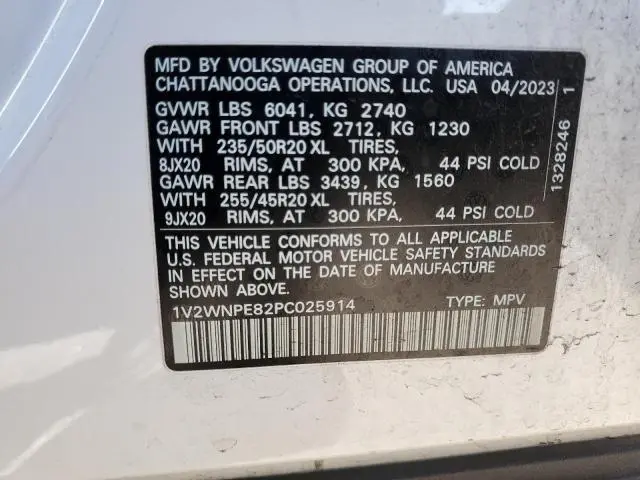 MFD BY VOLKSWAGEN GROUP OF AMERICA
CHATTANOOGA OPERATIONS, LLC. USA 04/2023
GVWR LBS 6041, KG 2740
GAWR FRONT LBS 2712, KG 1230
WITH 235/50R20 XL TIRES,
8JX20 RIMS, AT 300 KPA, 44 PSI COLD
GAWR REAR LBS 3439, KG 1560
WITH 255/45R20 XL TIRES,
9JX20 RIMS, AT 300 KPA, 44 PSI COLD
THIS VEHICLE CONFORMS TO ALL APPLICABLE
U.S. FEDERAL MOTOR VEHICLE SAFETY STANDARDS
IN EFFECT ON THE DATE OF MANUFACTURE
SHOWN ABOVE.
1V2WNPE82PC025914 TYPE: MPV
1328246 1